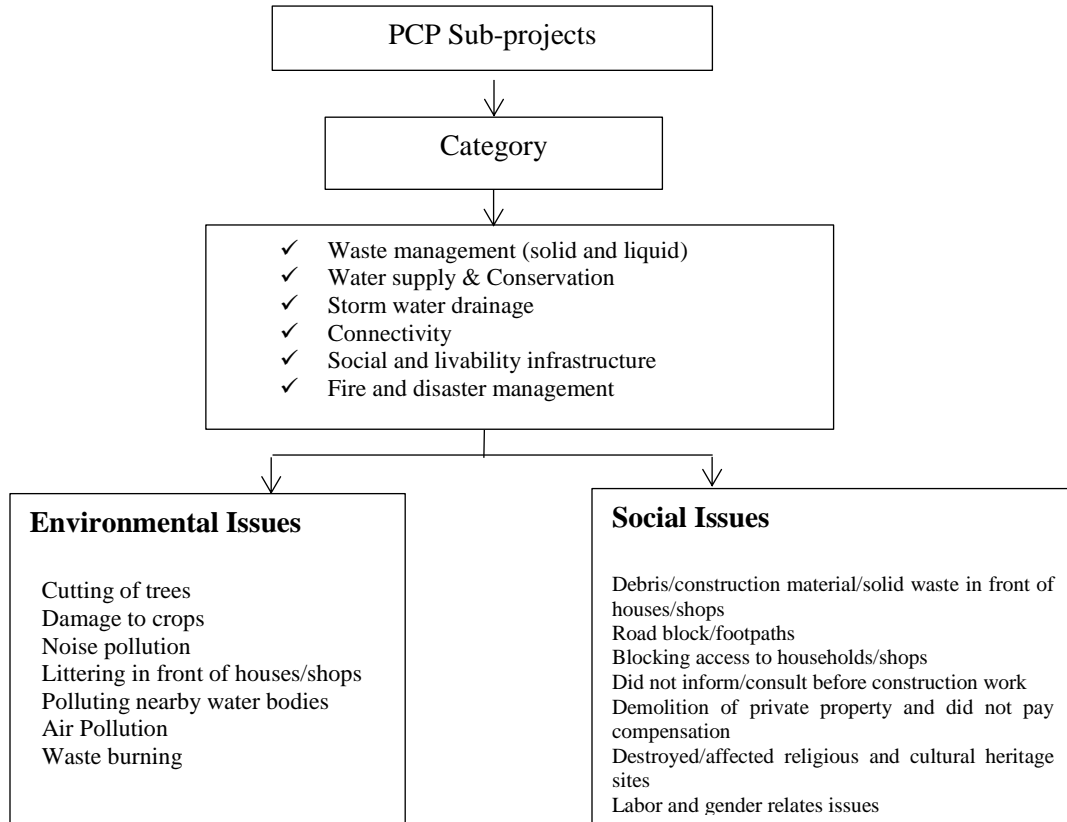 PCP Sub-projects
Category
✓ Waste management (solid and liquid)
✓ Water supply & Conservation
✓ Storm water drainage
✓ Connectivity
✓ Social and livability infrastructure
✓ Fire and disaster management
Environmental Issues
Cutting of trees
Damage to crops
Noise pollution
Littering in front of houses/shops
Polluting nearby water bodies
Air Pollution
Waste burning
Social Issues
Debris/construction material/solid waste in front of
houses/shops
Road block/footpaths
Blocking access to households/shops
Did not inform/consult before construction work
Demolition of private property and did not pay
compensation
Destroyed/affected religious and cultural heritage
sites
Labor and gender relates issues